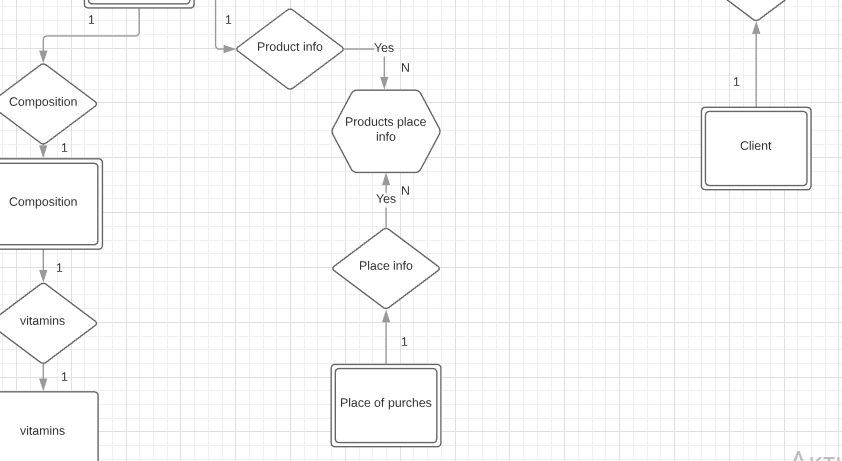 1
1
Product info
Yes
N
Composition
1
Products place
info
Yes
N
1
Client
1
Composition
1
Place info
vitamins
1
1
Place of purches
vitamins